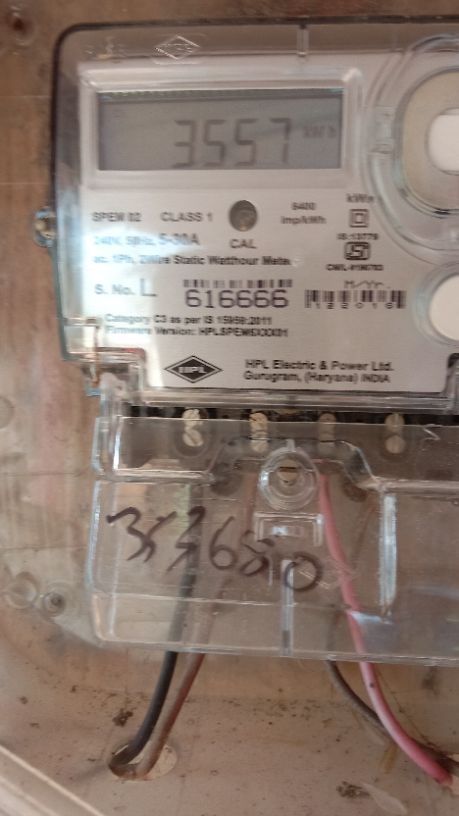 3557 kWh
SPEM 02 CLASS 1
6400
imp/kWh
kWh
240V, 50Hz, 5-30A
CAL
IS:13779
ac. 1Ph, 2Wire Static Watthour Meter
S. No. L 616666
M/Yr.
Category C3 as per IS 15959:2011
HPL
HPL Electric & Power Ltd.
Gurugram, (Haryana) INDIA